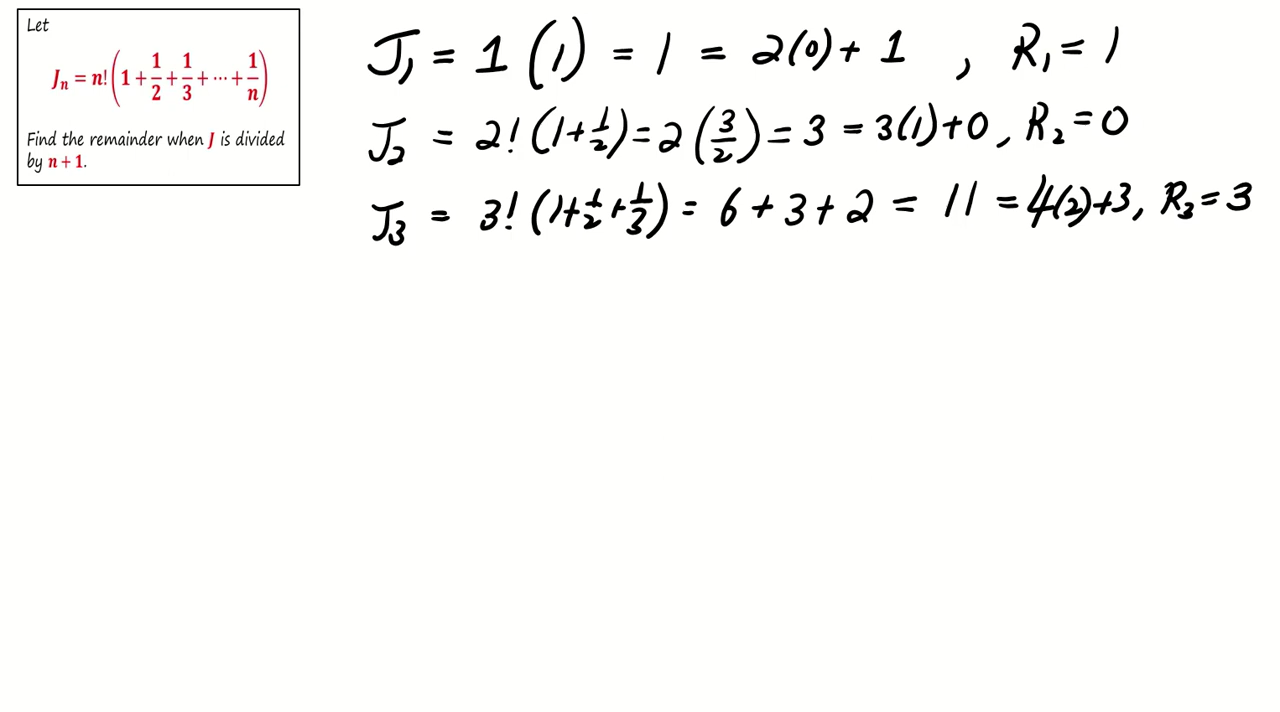 Let
J_n = n! (1 + 1/2 + 1/3 + ⋯ + 1/n)
Find the remainder when J is divided
by n + 1.
J_1 = 1 (1) = 1 = 2(0) + 1 , R_1 = 1
J_2 = 2! (1 + 1/2) = 2 (3/2) = 3 = 3(1) + 0 , R_2 = 0
J_3 = 3! (1 + 1/2 + 1/3) = 6 + 3 + 2 = 11 = 4(2) + 3 , R_3 = 3